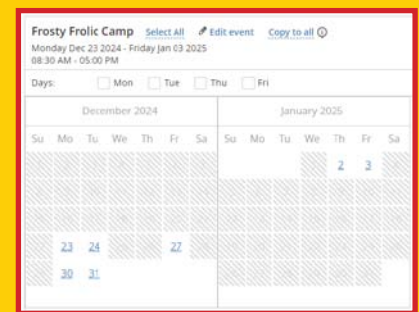 Frosty Frolic Camp Select All Edit event Copy to all
Monday Dec 23 2024 - Friday Jan 03 2025
08:30 AM - 05:00 PM
Days: Mon Tue Thu Fri
December 2024 January 2025
Su Mo Tu We Th Fr Sa Su Mo Tu We Th Fr Sa
2 3
23 24 27
30 31